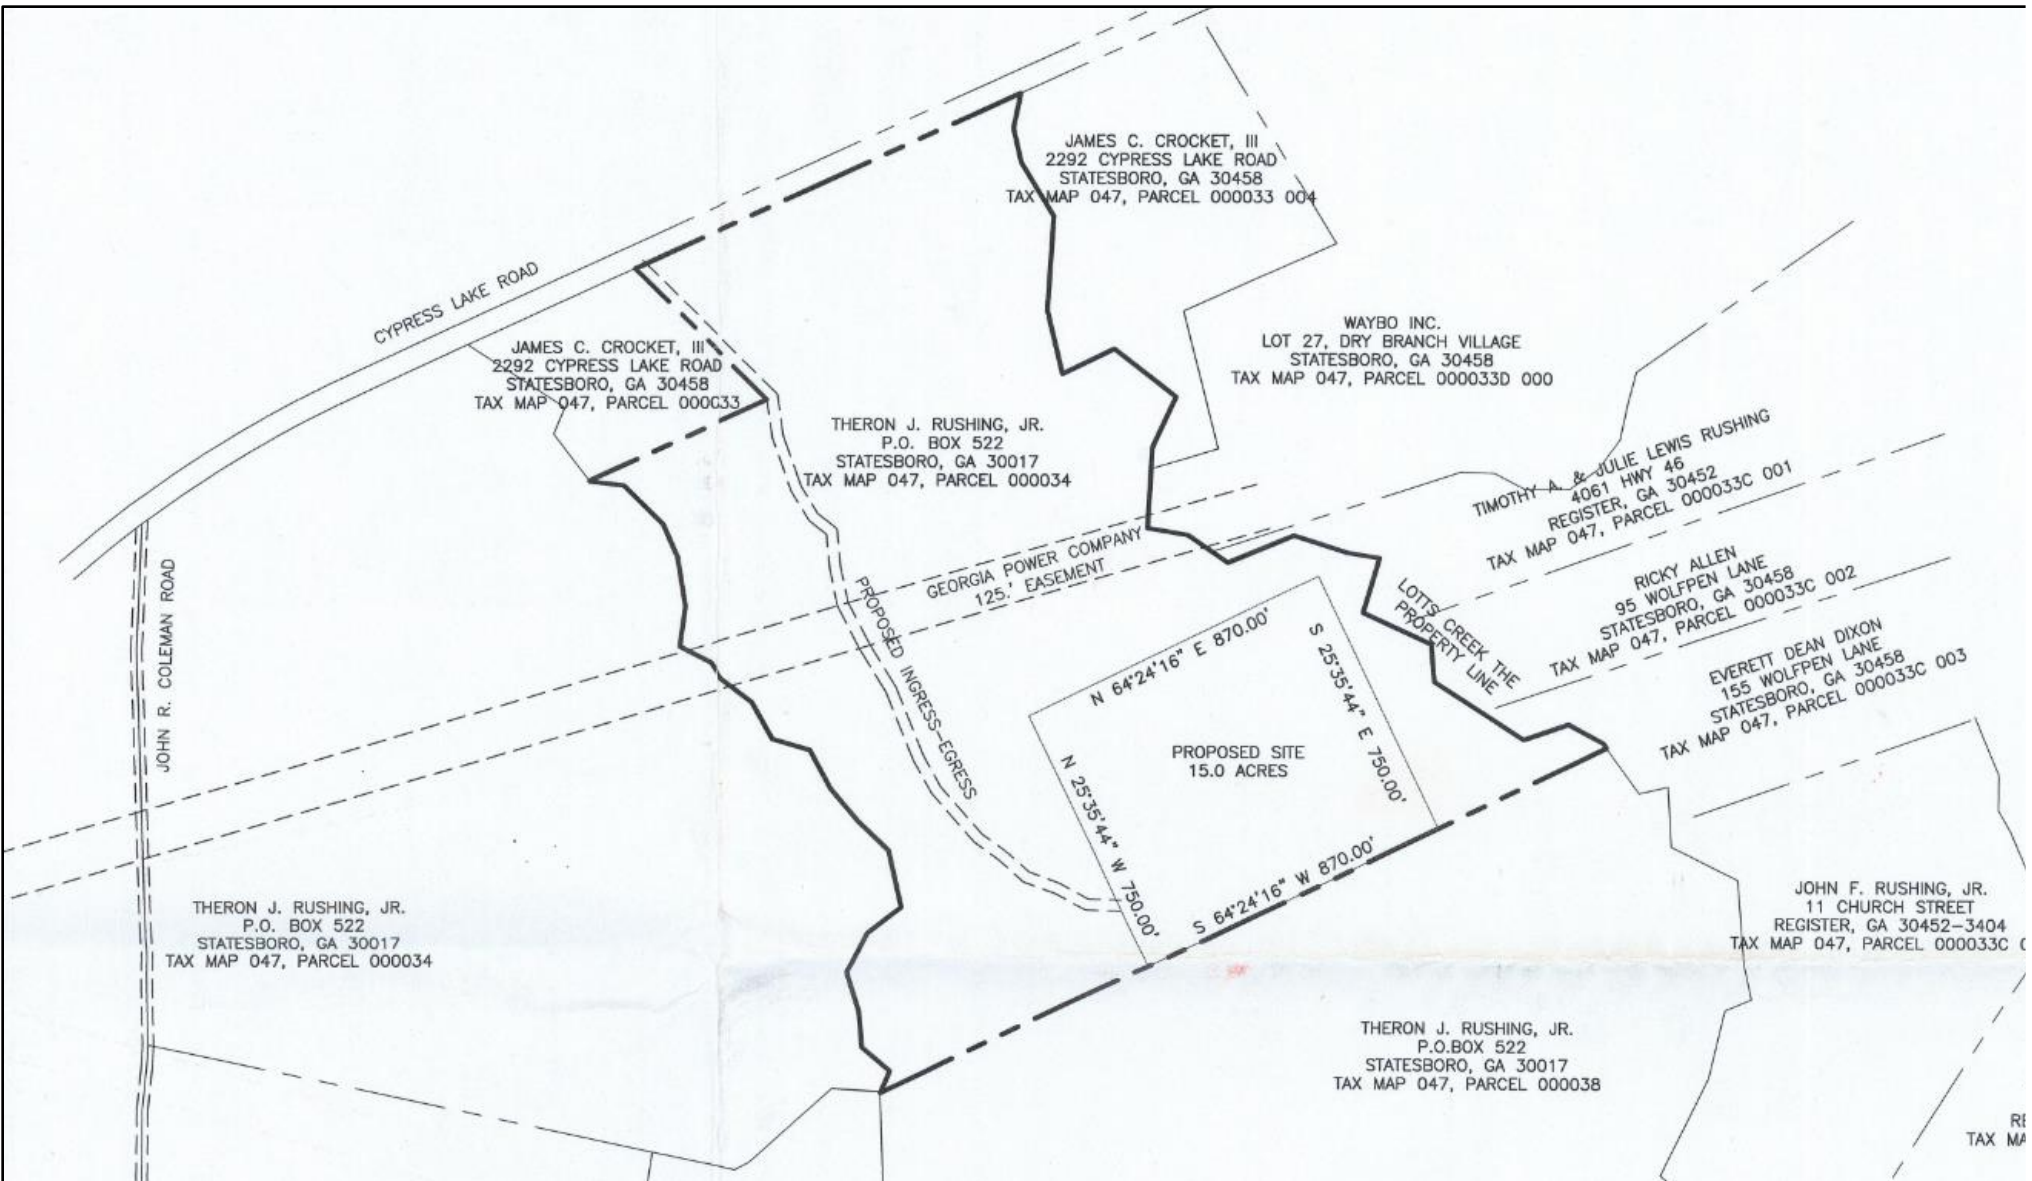 JAMES C. CROCKET, III
2292 CYPRESS LAKE ROAD
STATESBORO, GA 30458
TAX MAP 047, PARCEL 000033 004
CYPRESS LAKE ROAD
JAMES C. CROCKET, III
2292 CYPRESS LAKE ROAD
STATESBORO, GA 30458
TAX MAP 047, PARCEL 000033
WAYBO INC.
LOT 27, DRY BRANCH VILLAGE
STATESBORO, GA 30458
TAX MAP 047, PARCEL 000033D 000
THERON J. RUSHING, JR.
P.O. BOX 522
STATESBORO, GA 30017
TAX MAP 047, PARCEL 000034
TIMOTHY A. & JULIE LEWIS RUSHING
4061 HWY 46
REGISTER, GA 30452
TAX MAP 047, PARCEL 000033C 001
GEORGIA POWER COMPANY
125.' EASEMENT
RICKY ALLEN
95 WOLFPEN LANE
STATESBORO, GA 30458
TAX MAP 047, PARCEL 000033C 002
LOTTS CREEK THE
PROPERTY LINE
EVERETT DEAN DIXON
155 WOLFPEN LANE
STATESBORO, GA 30458
TAX MAP 047, PARCEL 000033C 003
JOHN R. COLEMAN ROAD
PROPOSED INGRESS-EGRESS
N 64°24'16" E 870.00'
S 25°35'44" E 750.00'
PROPOSED SITE
15.0 ACRES
N 25°35'44" W 750.00'
S 64°24'16" W 870.00'
THERON J. RUSHING, JR.
P.O. BOX 522
STATESBORO, GA 30017
TAX MAP 047, PARCEL 000034
JOHN F. RUSHING, JR.
11 CHURCH STREET
REGISTER, GA 30452-3404
TAX MAP 047, PARCEL 000033C
THERON J. RUSHING, JR.
P.O.BOX 522
STATESBORO, GA 30017
TAX MAP 047, PARCEL 000038
TAX